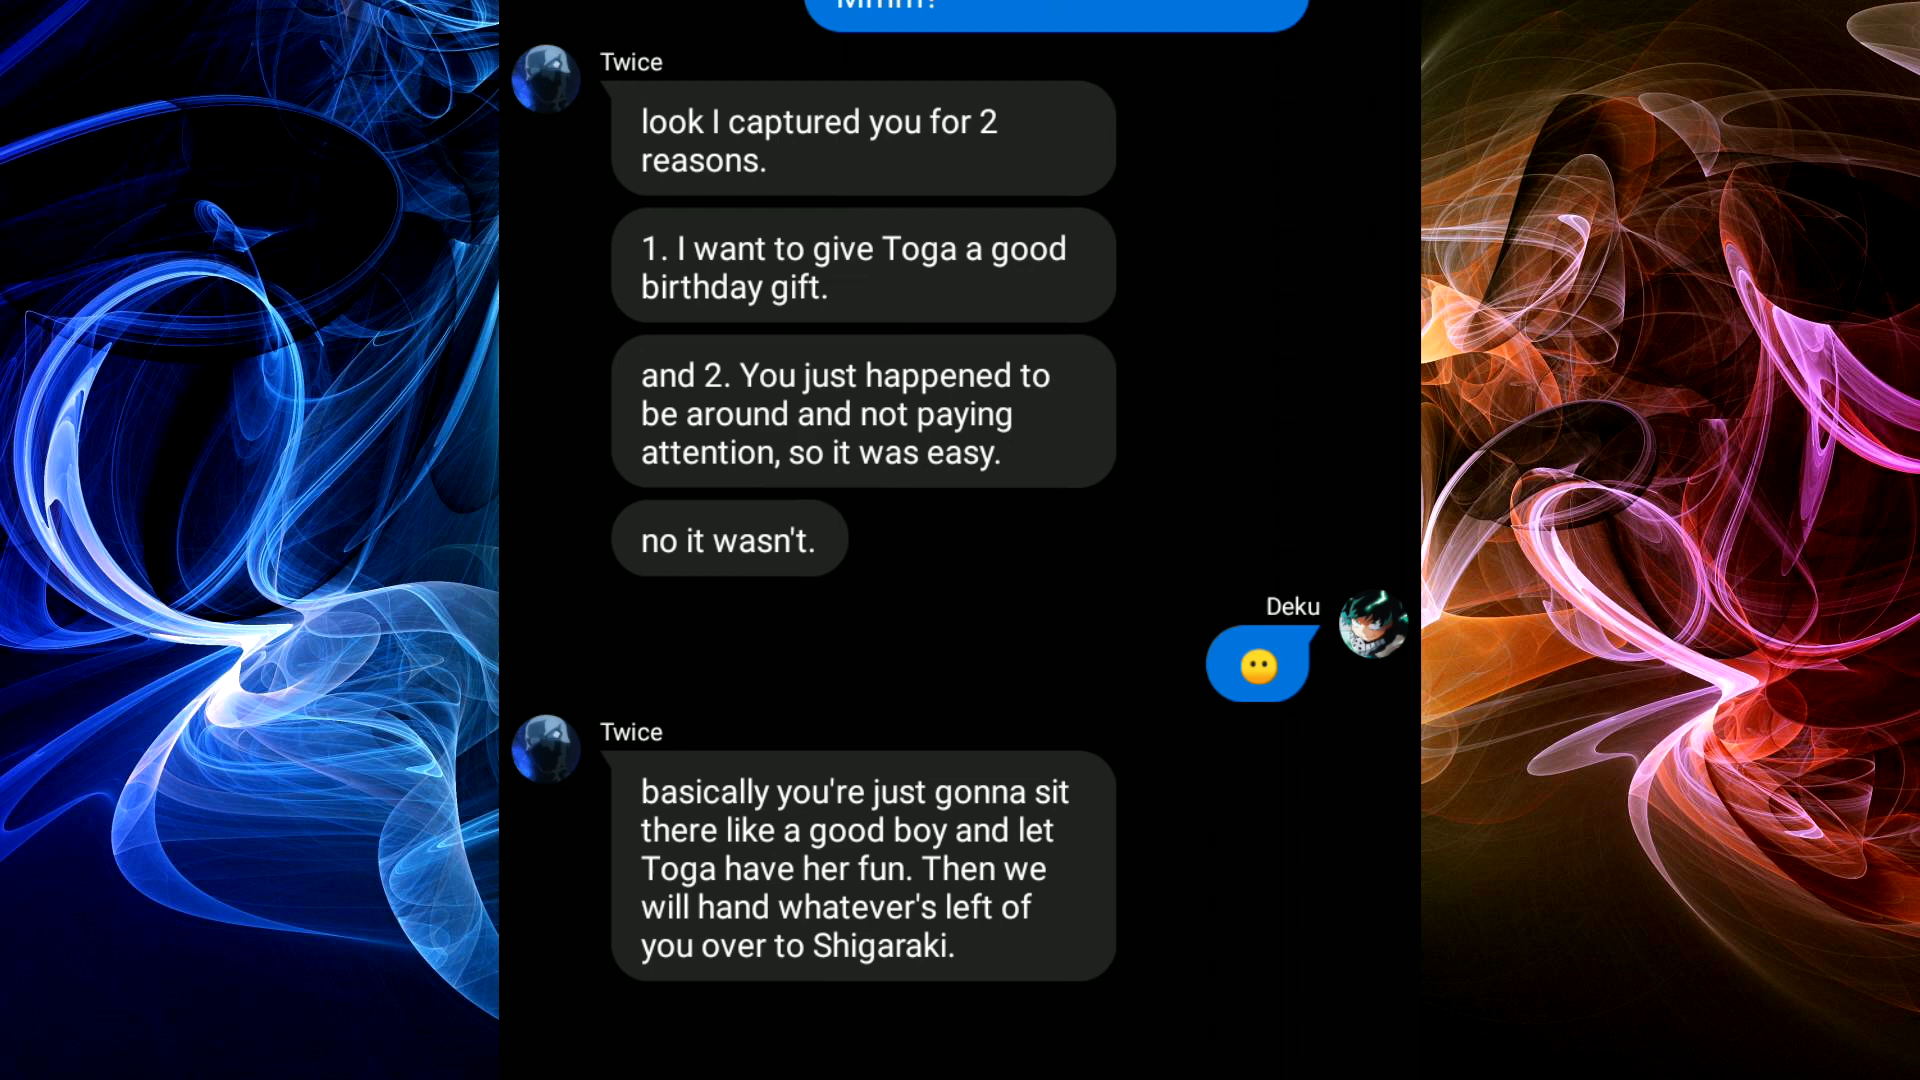 Mmm?
Twice
look I captured you for 2
reasons.
1. I want to give Toga a good
birthday gift.
and 2. You just happened to
be around and not paying
attention, so it was easy.
no it wasn't.
Deku
😶
Twice
basically you're just gonna sit
there like a good boy and let
Toga have her fun. Then we
will hand whatever's left of
you over to Shigaraki.